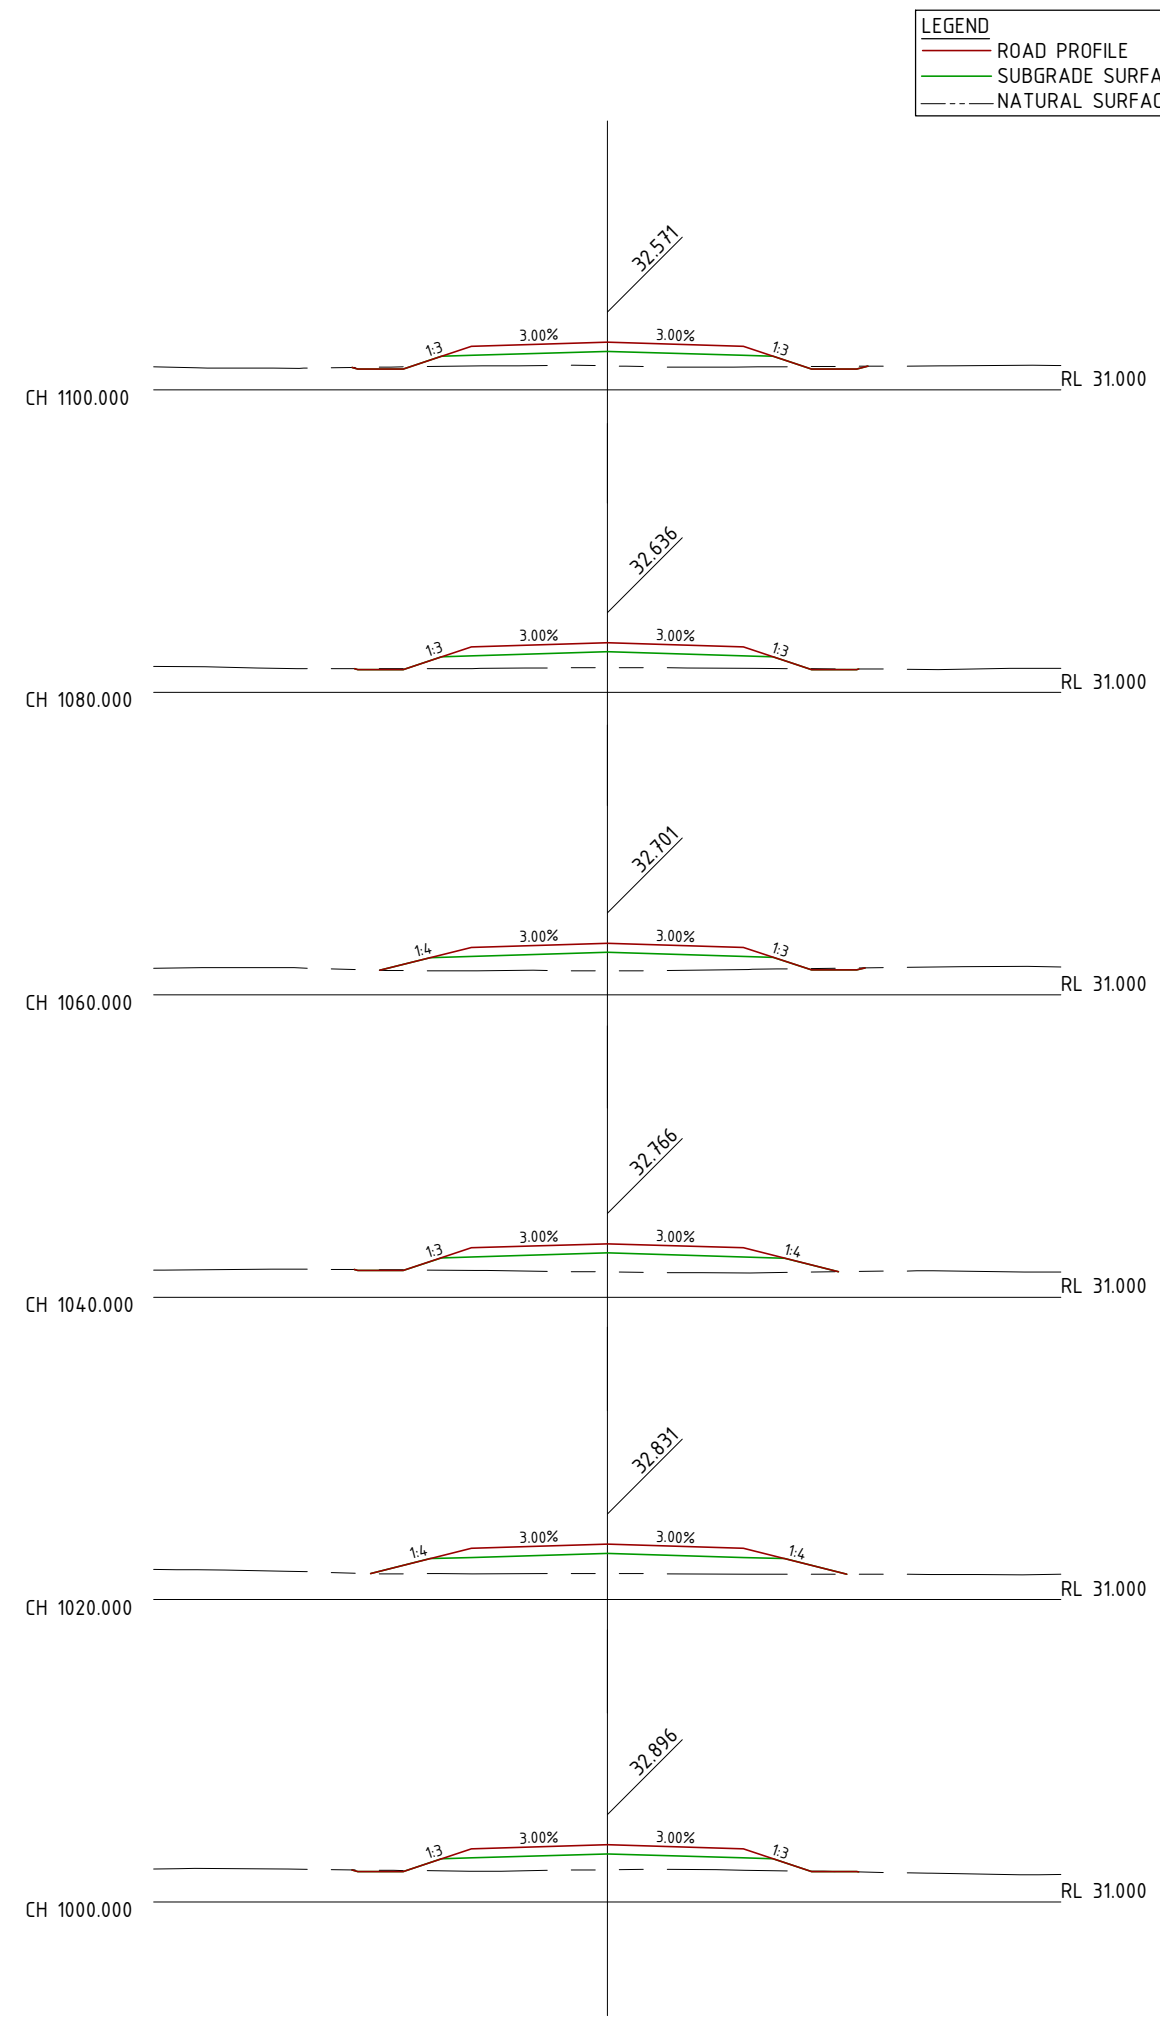 LEGEND
ROAD PROFILE
SUBGRADE SURFA
NATURAL SURFAC
32.571
1:3 3.00% 3.00% 1:3
CH 1100.000 RL 31.000
32.636
1:3 3.00% 3.00% 1:3
CH 1080.000 RL 31.000
32.701
1:4 3.00% 3.00% 1:3
CH 1060.000 RL 31.000
32.766
1:3 3.00% 3.00% 1:4
CH 1040.000 RL 31.000
32.831
1:4 3.00% 3.00% 1:4
CH 1020.000 RL 31.000
32.896
1:3 3.00% 3.00% 1:3
CH 1000.000 RL 31.000